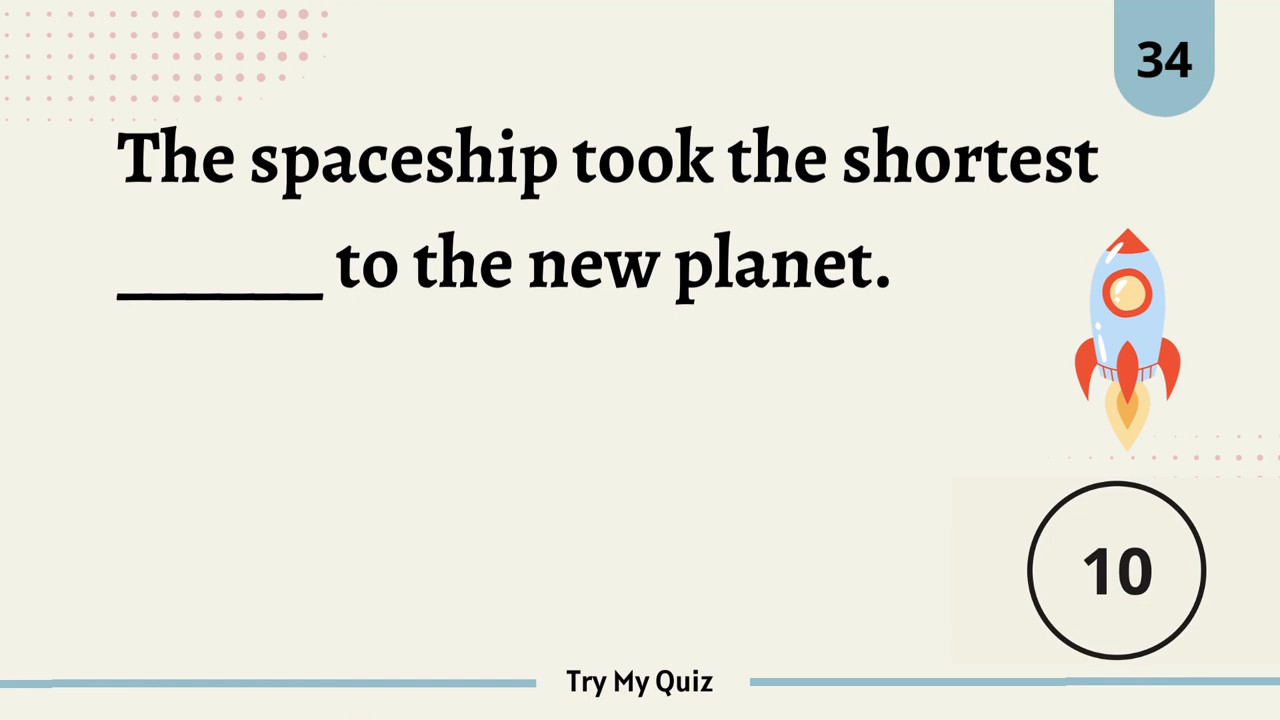 34
The spaceship took the shortest
______ to the new planet.
10
Try My Quiz